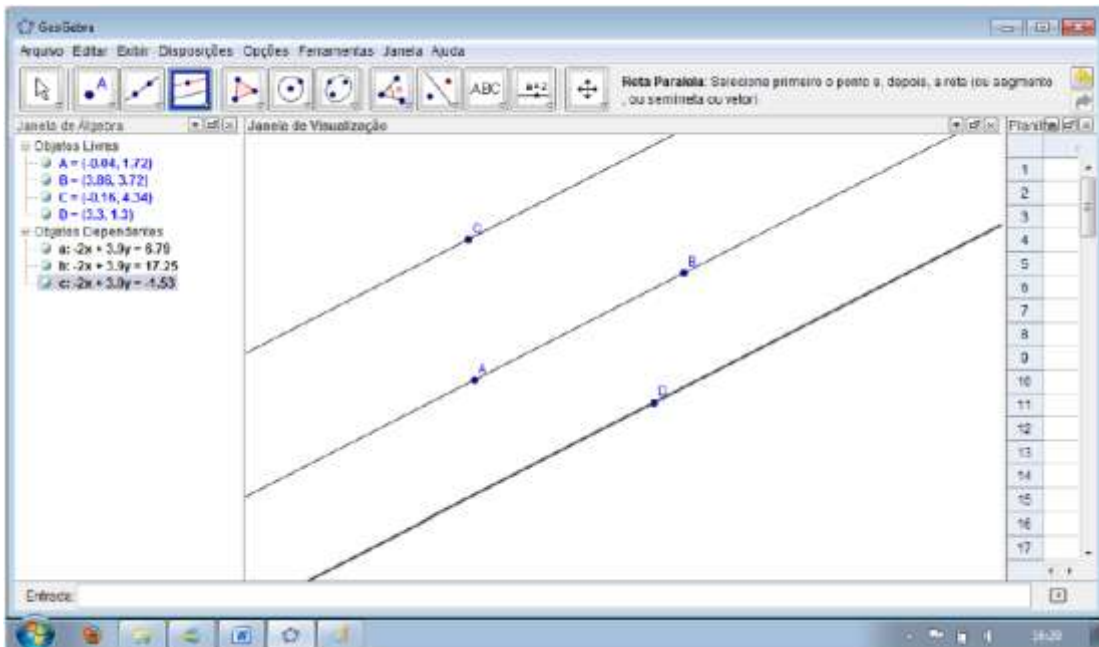 GeoGebra
Arquivo Editar Exibir Disposições Opções Ferramentas Janela Ajuda
A
ABC
a=2
Reta Paralela: Selecione primeiro o ponto e, depois, a reta (ou segmento
, ou semirreta ou vetor)
Janela de Álgebra
Janela de Visualização
Objetos Livres
A = (-0.04, 1.72)
B = (3.86, 3.72)
C = (-0.16, 4.34)
D = (3.3, 1.3)
Objetos Dependentes
a: -2x + 3.9y = 6.79
b: -2x + 3.9y = 17.25
c: -2x + 3.9y = -1.53
C
B
A
D
1
2
3
4
5
6
7
8
9
10
11
12
13
14
15
16
17
Entrada: